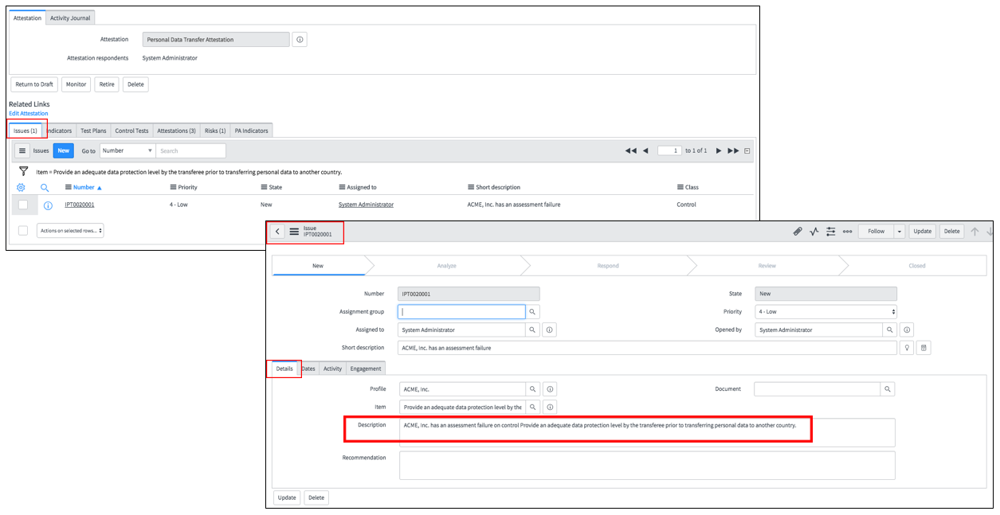 Attestation Activity Journal
Attestation Personal Data Transfer Attestation
Attestation respondents System Administrator
Return to Draft Monitor Retire Delete
Related Links
Edit Attestation
Issues (1) Indicators Test Plans Control Tests Attestations (3) Risks (1) PA Indicators
Issues New Go to Number Search 1 to 1 of 1
Item = Provide an adequate data protection level by the transferee prior to transferring personal data to another country.
Number Priority State Assigned to Short description Class
IPT0020001 4 - Low New System Administrator ACME, Inc. has an assessment failure Control
Actions on selected rows...
Issue
IPT0020001
Follow Update Delete
New Analyze Respond Review Closed
Number IPT0020001 State New
Assignment group Priority 4 - Low
Assigned to System Administrator Opened by System Administrator
Short description ACME, Inc. has an assessment failure
Details Dates Activity Engagement
Profile ACME, Inc. Document
Item Provide an adequate data protection level by the
Description ACME, Inc. has an assessment failure on control Provide an adequate data protection level by the transferee prior to transferring personal data to another country.
Recommendation
Update Delete